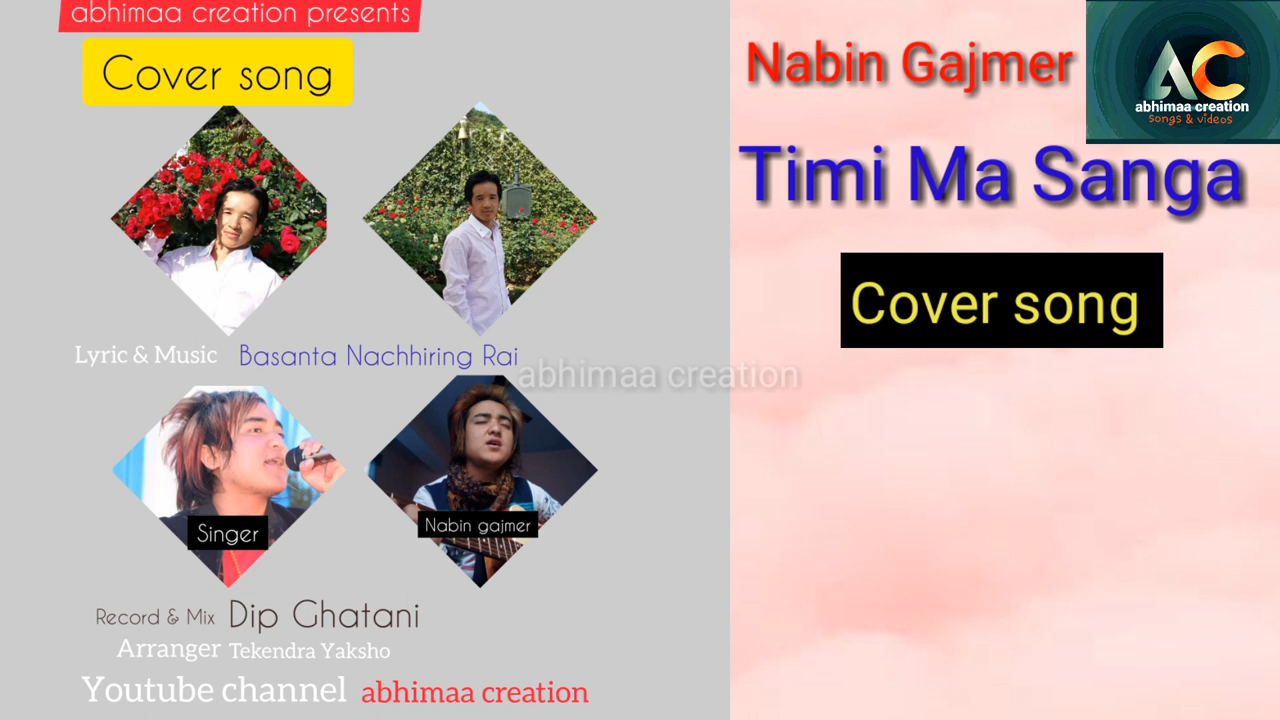 abhimaa creation presents
Cover song
Lyric & Music Basanta Nachhiring Rai
Singer
Nabin gajmer
Record & Mix Dip Ghatani
Arranger Tekendra Yaksho
Youtube channel abhimaa creation
abhimaa creation
Nabin Gajmer
AC
abhimaa creation
songs & videos
Timi Ma Sanga
Cover song